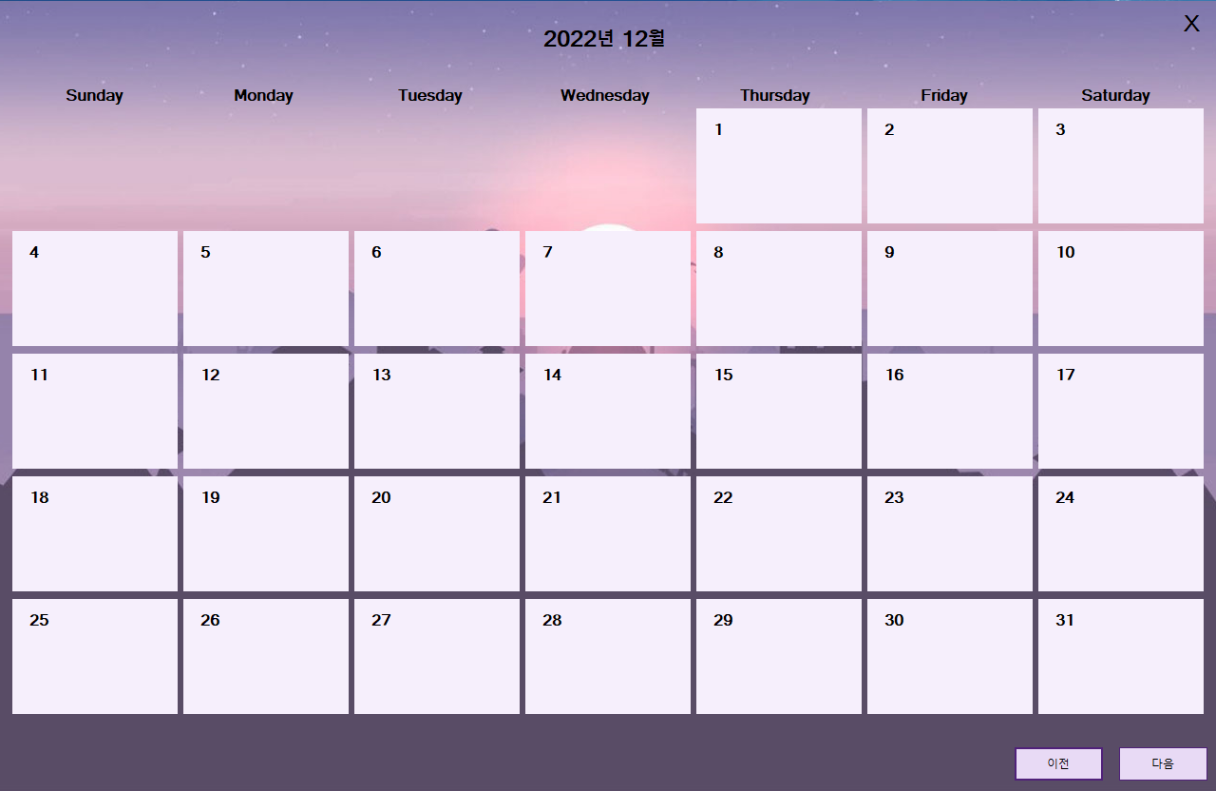 X
2022년 12월
Sunday Monday Tuesday Wednesday Thursday Friday Saturday
1 2 3
4 5 6 7 8 9 10
11 12 13 14 15 16 17
18 19 20 21 22 23 24
25 26 27 28 29 30 31
이전 다음